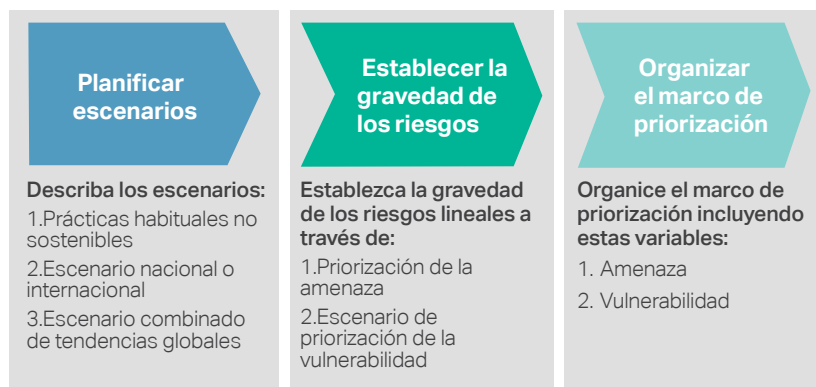 Planificar
escenarios
Describa los escenarios:
1.Prácticas habituales no
sostenibles
2.Escenario nacional o
internacional
3.Escenario combinado
de tendencias globales
Establecer la
gravedad de
los riesgos
Establezca la gravedad
de los riesgos lineales a
través de:
1.Priorización de la
amenaza
2.Escenario de
priorización de la
vulnerabilidad
Organizar
el marco de
priorización
Organice el marco de
priorización incluyendo
estas variables:
1. Amenaza
2. Vulnerabilidad